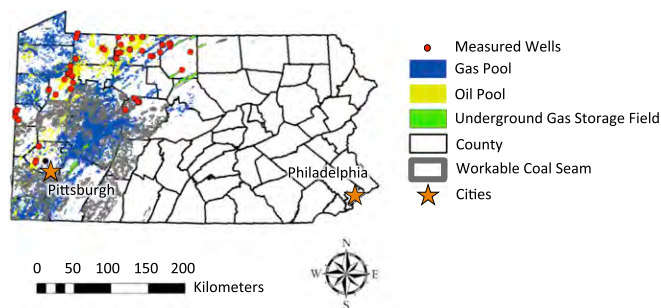 Measured Wells
Gas Pool
Oil Pool
Underground Gas Storage Field
County
Workable Coal Seam
Cities
Philadelphia
Pittsburgh
0 50 100 150 200
Kilometers
N
W E
S